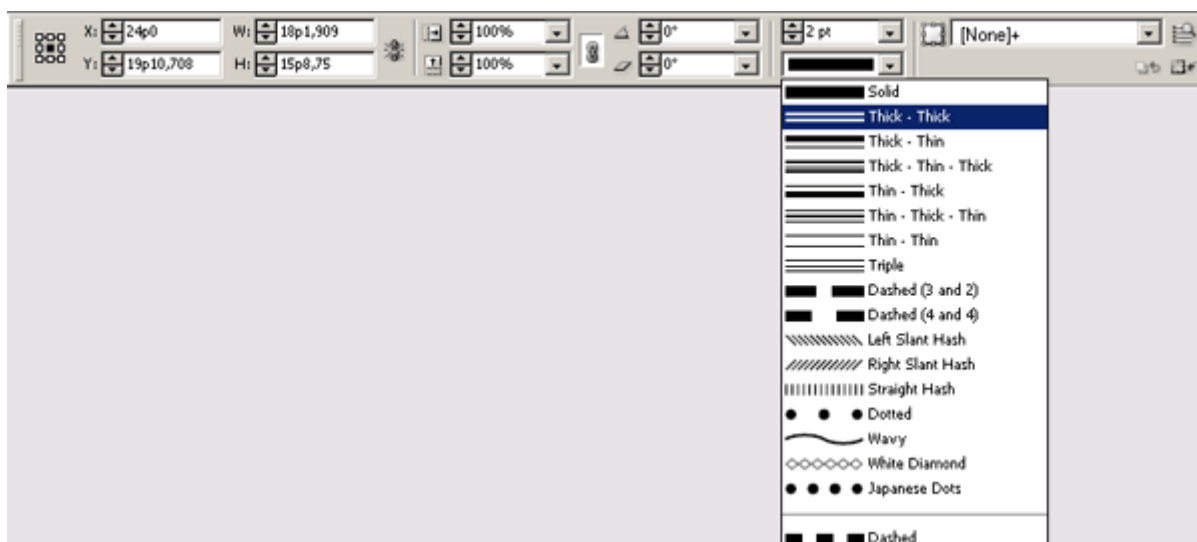 X: 24p0 W: 18p1,909 100% 0° 2 pt [None]+
Y: 19p10,708 H: 15p8,75 100% 0°
Solid
Thick - Thick
Thick - Thin
Thick - Thin - Thick
Thin - Thick
Thin - Thick - Thin
Thin - Thin
Triple
Dashed (3 and 2)
Dashed (4 and 4)
Left Slant Hash
Right Slant Hash
Straight Hash
Dotted
Wavy
White Diamond
Japanese Dots
Dashed